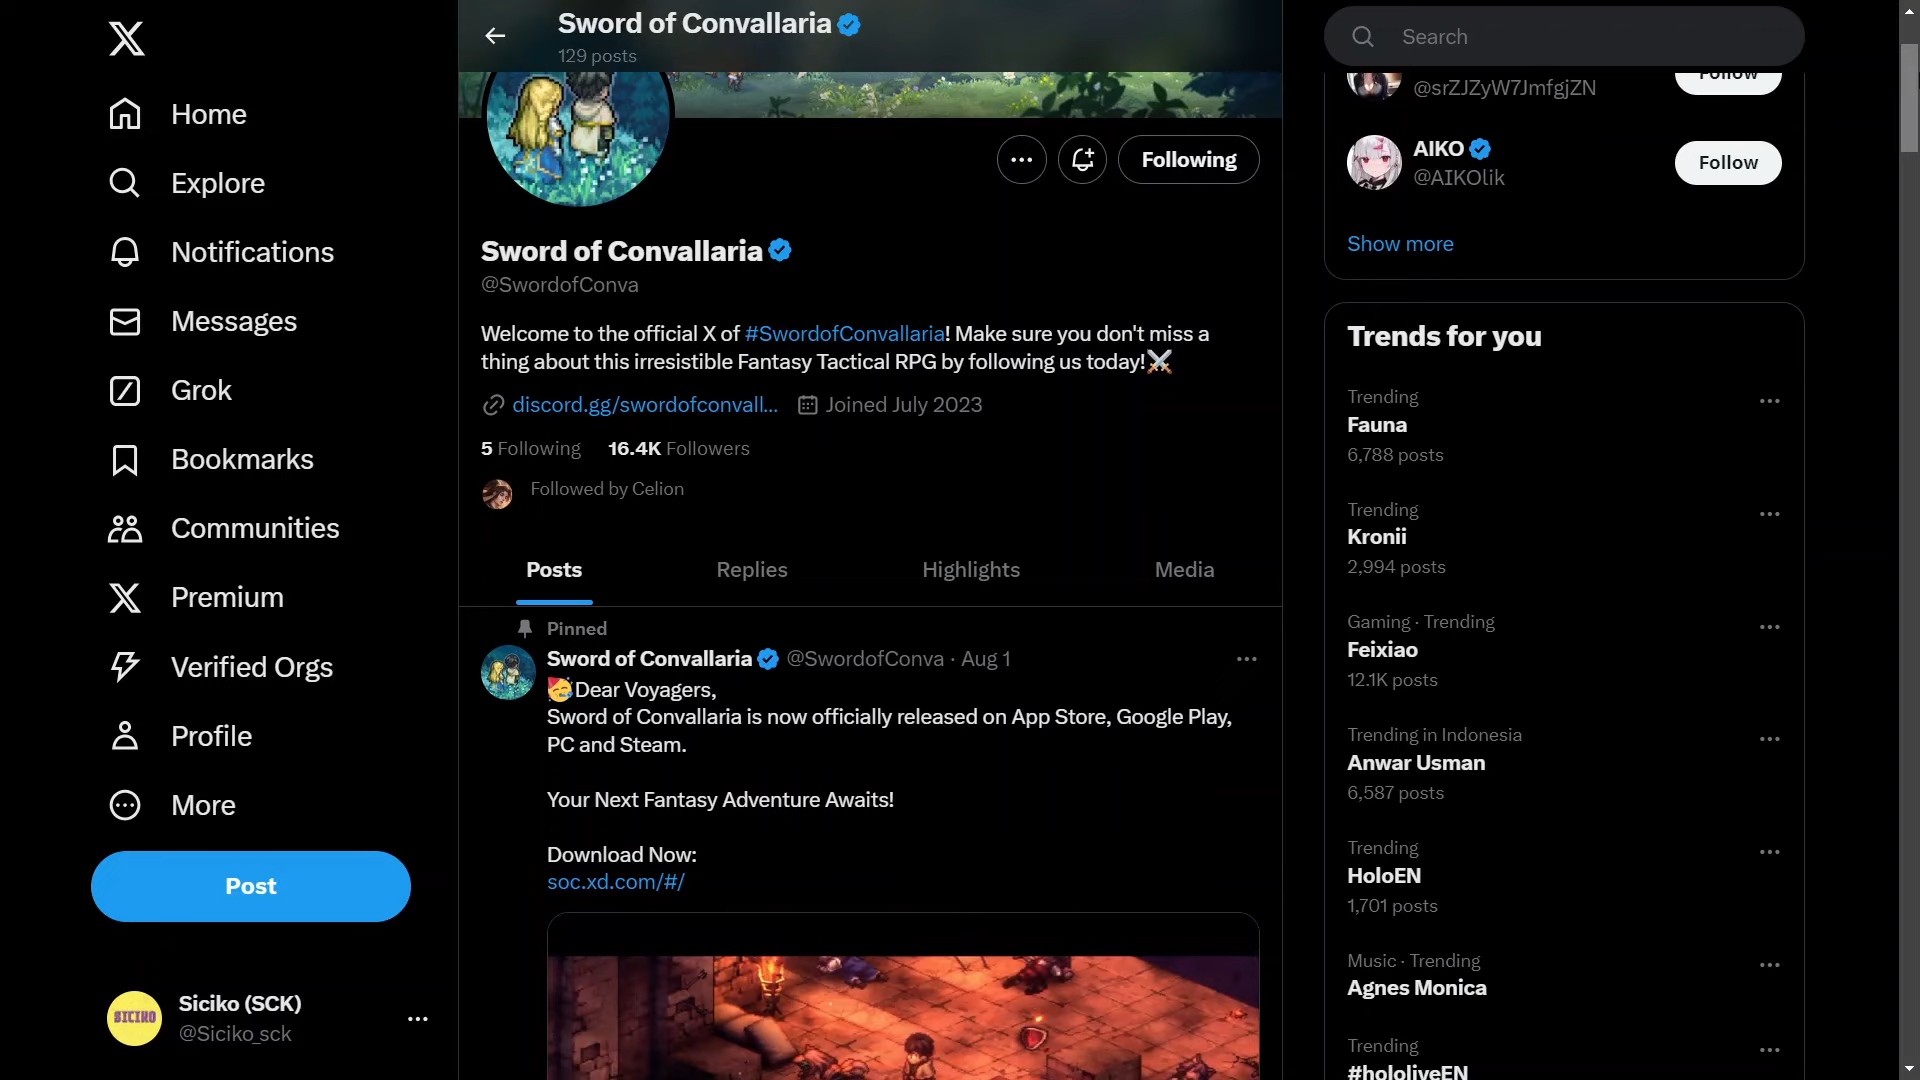 Home
Explore
Notifications
Messages
Grok
Bookmarks
Communities
Premium
Verified Orgs
Profile
More
Post
SICIKO
Siciko (SCK)
@Siciko_sck
Sword of Convallaria
129 posts
Following
Sword of Convallaria
@SwordofConva
Welcome to the official X of #SwordofConvallaria! Make sure you don't miss a
thing about this irresistible Fantasy Tactical RPG by following us today!⚔️
discord.gg/swordofconvall... Joined July 2023
5 Following 16.4K Followers
Followed by Celion
Posts Replies Highlights Media
Pinned
Sword of Convallaria @SwordofConva · Aug 1
🥳Dear Voyagers,
Sword of Convallaria is now officially released on App Store, Google Play,
PC and Steam.
Your Next Fantasy Adventure Awaits!
Download Now:
soc.xd.com/#/
Search
@srZJZyW7JmfgjZN
Follow
AIKO
@AIKOlik
Follow
Show more
Trends for you
Trending
Fauna
6,788 posts
Trending
Kronii
2,994 posts
Gaming · Trending
Feixiao
12.1K posts
Trending in Indonesia
Anwar Usman
6,587 posts
Trending
HoloEN
1,701 posts
Music · Trending
Agnes Monica
Trending
#hololiveEN